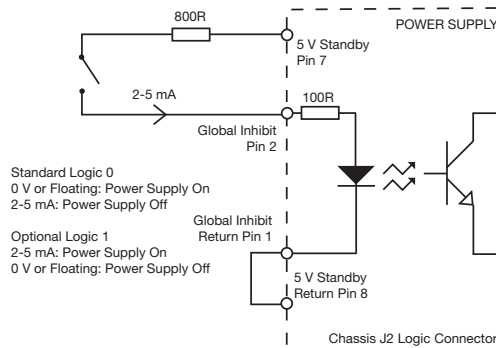 800R
POWER SUPPLY
5 V Standby
Pin 7
2-5 mA
100R
Global Inhibit
Pin 2
Standard Logic 0
0 V or Floating: Power Supply On
2-5 mA: Power Supply Off
Optional Logic 1
2-5 mA: Power Supply On
0 V or Floating: Power Supply Off
Global Inhibit
Return Pin 1
5 V Standby
Return Pin 8
Chassis J2 Logic Connector